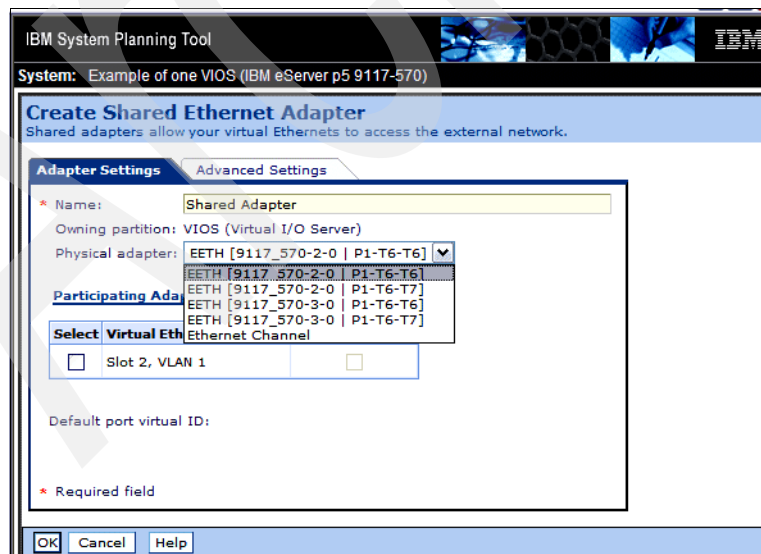 IBM System Planning Tool
IBM
System: Example of one VIOS (IBM eServer p5 9117-570)
Create Shared Ethernet Adapter
Shared adapters allow your virtual Ethernets to access the external network.
Adapter Settings Advanced Settings
* Name: Shared Adapter
Owning partition: VIOS (Virtual I/O Server)
Physical adapter: EETH [9117_570-2-0 | P1-T6-T6]
EETH [9117_570-2-0 | P1-T6-T6]
EETH [9117_570-2-0 | P1-T6-T7]
EETH [9117_570-3-0 | P1-T6-T6]
EETH [9117_570-3-0 | P1-T6-T7]
Ethernet Channel
Participating Ada
Select Virtual Eth
Slot 2, VLAN 1
Default port virtual ID:
* Required field
OK Cancel Help